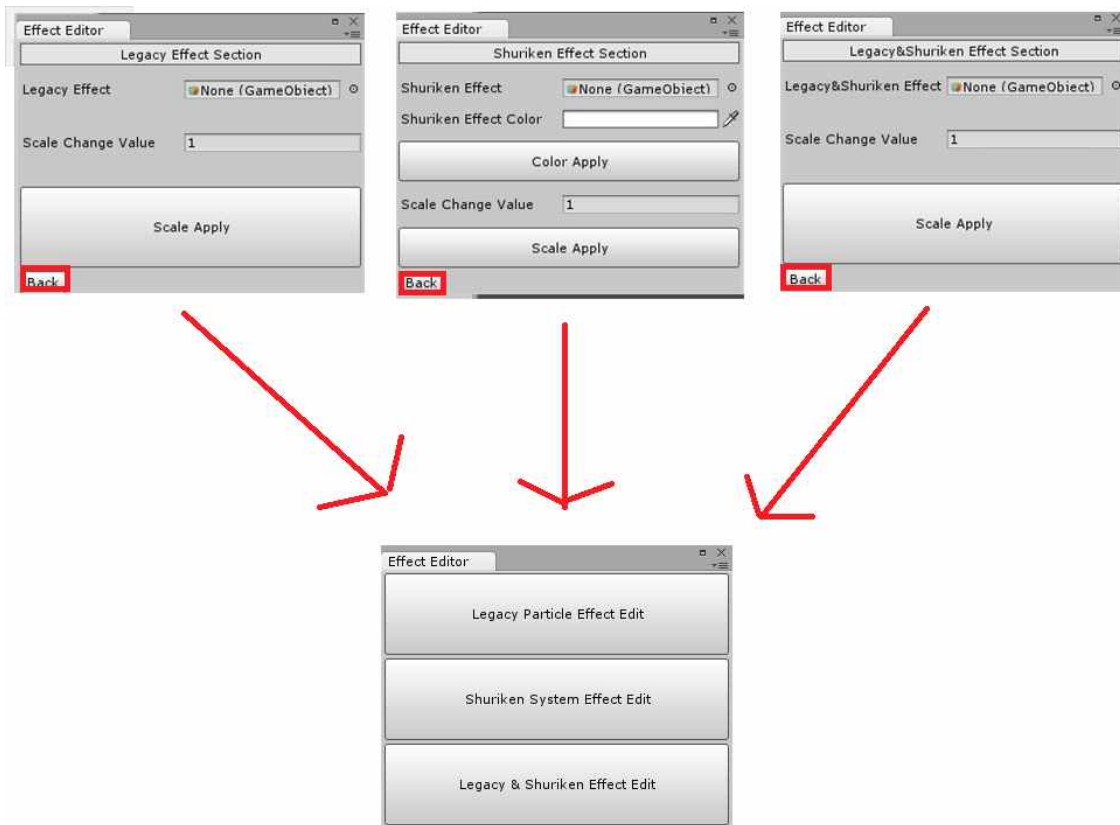 Effect Editor
Legacy Effect Section
Legacy Effect
None (GameObject)
Scale Change Value
1
Scale Apply
Back
Effect Editor
Shuriken Effect Section
Shuriken Effect
None (GameObject)
Shuriken Effect Color
Color Apply
Scale Change Value
1
Scale Apply
Back
Effect Editor
Legacy&Shuriken Effect Section
Legacy&Shuriken Effect
None (GameObject)
Scale Change Value
1
Scale Apply
Back
Effect Editor
Legacy Particle Effect Edit
Shuriken System Effect Edit
Legacy & Shuriken Effect Edit